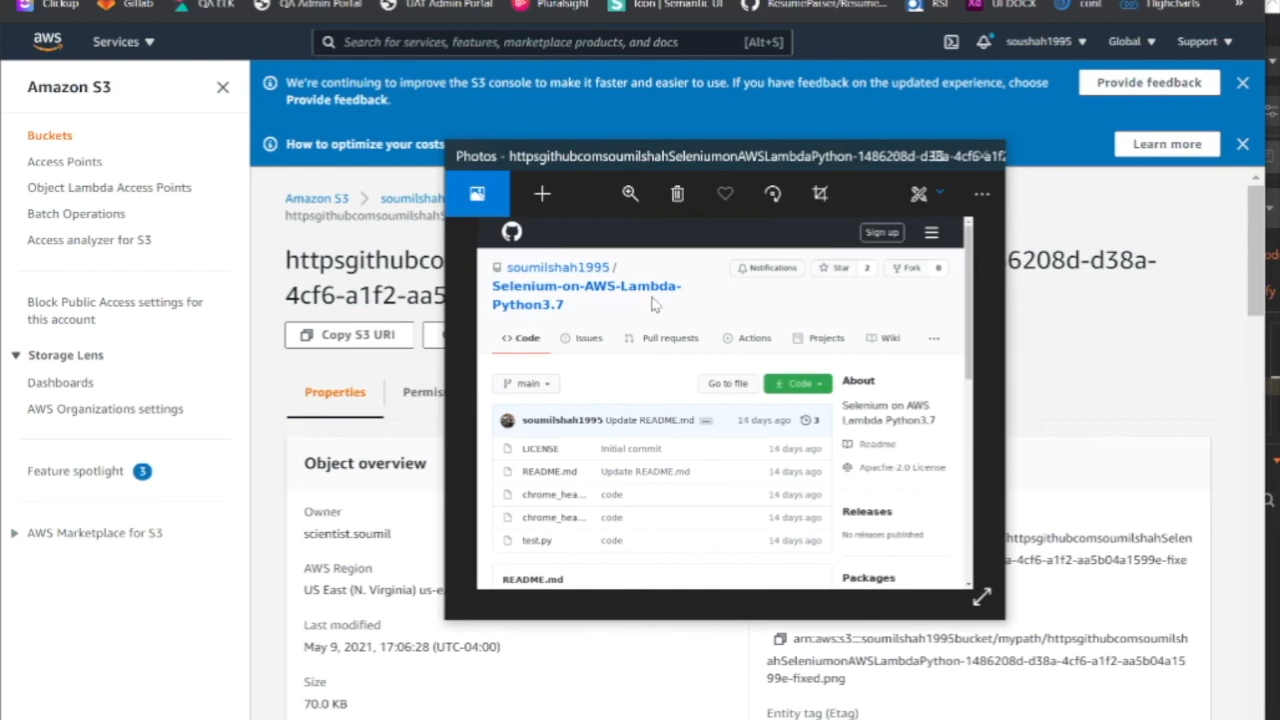 Clickup
Gitlab
QA ELK
QA Admin Portal
UAT Admin Portal
Pluralsight
Icon | Semantic UI
ResumeParser/Resume...
RSI
UI DOCX
conf
Highcharts
»
aws
Services
Search for services, features, marketplace products, and docs
[Alt+S]
soushah1995
Global
Support
Amazon S3
We're continuing to improve the S3 console to make it faster and easier to use. If you have feedback on the updated experience, choose
Provide feedback.
Provide feedback
How to optimize your costs
Learn more
Buckets
Access Points
Object Lambda Access Points
Batch Operations
Access analyzer for S3
Block Public Access settings for
this account
Storage Lens
Dashboards
AWS Organizations settings
Feature spotlight 3
AWS Marketplace for S3
Amazon S3
soumilshah
httpsgithubcomsoumilshahS
httpsgithubco
6208d-d38a-
4cf6-a1f2-aa5
Copy S3 URI
Properties
Permis
Object overview
Owner
scientist.soumil
AWS Region
US East (N. Virginia) us-e
Last modified
May 9, 2021, 17:06:28 (UTC-04:00)
Size
70.0 KB
httpsgithubcomsoumilshahSelen
-4cf6-a1f2-aa5b04a1599e-fixe
arn:aws:s3:::soumilshah1995bucket/mypath/httpsgithubcomsoumilsh
ahSeleniumonAWSLambdaPython-1486208d-d38a-4cf6-a1f2-aa5b04a15
99e-fixed.png
Entity tag (Etag)
Photos - httpsgithubcomsoumilshahSeleniumonAWSLambdaPython-1486208d-d38a-4cf6-a1f2
Sign up
soumilshah1995 /
Selenium-on-AWS-Lambda-
Python3.7
Notifications
Star 2
Fork 0
Code
Issues
Pull requests
Actions
Projects
Wiki
...
main
Go to file
Code
soumilshah1995 Update README.md ... 14 days ago 3
LICENSE Initial commit 14 days ago
README.md Update README.md 14 days ago
chrome_hea... code 14 days ago
chrome_hea... code 14 days ago
test.py code 14 days ago
README.md
About
Selenium on AWS
Lambda Python3.7
Readme
Apache-2.0 License
Releases
No releases published
Packages